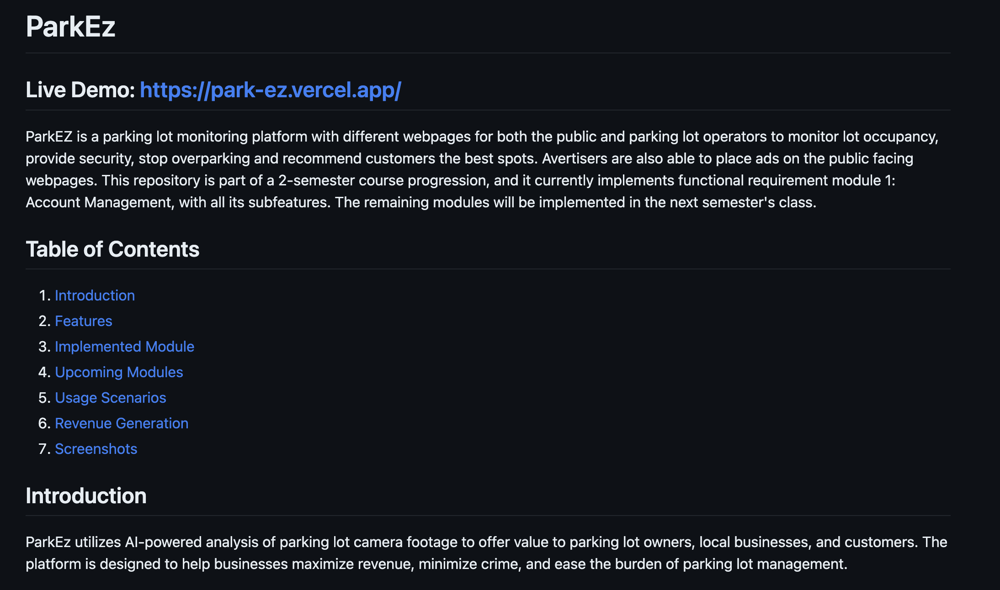 ParkEz
Live Demo: https://park-ez.vercel.app/
ParkEZ is a parking lot monitoring platform with different webpages for both the public and parking lot operators to monitor lot occupancy,
provide security, stop overparking and recommend customers the best spots. Avertisers are also able to place ads on the public facing
webpages. This repository is part of a 2-semester course progression, and it currently implements functional requirement module 1:
Account Management, with all its subfeatures. The remaining modules will be implemented in the next semester's class.
Table of Contents
1. Introduction
2. Features
3. Implemented Module
4. Upcoming Modules
5. Usage Scenarios
6. Revenue Generation
7. Screenshots
Introduction
ParkEz utilizes AI-powered analysis of parking lot camera footage to offer value to parking lot owners, local businesses, and customers. The
platform is designed to help businesses maximize revenue, minimize crime, and ease the burden of parking lot management.